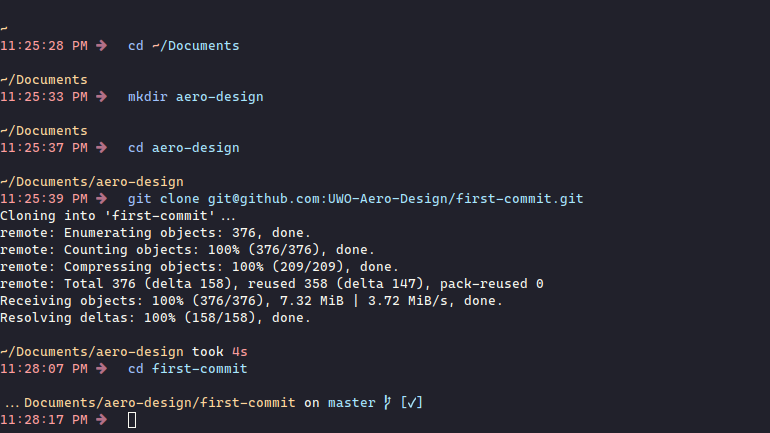 ~
11:25:28 PM → cd ~/Documents
~/Documents
11:25:33 PM → mkdir aero-design
~/Documents
11:25:37 PM → cd aero-design
~/Documents/aero-design
11:25:39 PM → git clone git@github.com:UWO-Aero-Design/first-commit.git
Cloning into 'first-commit'...
remote: Enumerating objects: 376, done.
remote: Counting objects: 100% (376/376), done.
remote: Compressing objects: 100% (209/209), done.
remote: Total 376 (delta 158), reused 358 (delta 147), pack-reused 0
Receiving objects: 100% (376/376), 7.32 MiB | 3.72 MiB/s, done.
Resolving deltas: 100% (158/158), done.
~/Documents/aero-design took 4s
11:28:07 PM → cd first-commit
...Documents/aero-design/first-commit on master [✓]
11:28:17 PM →